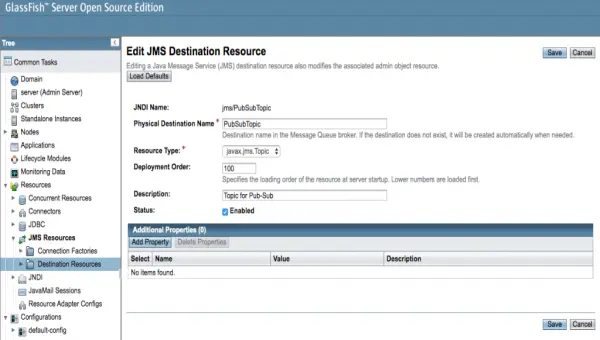 GlassFish™ Server Open Source Edition
Tree
Common Tasks
Domain
server (Admin Server)
Clusters
Standalone Instances
Nodes
Applications
Lifecycle Modules
Monitoring Data
Resources
Concurrent Resources
Connectors
JDBC
JMS Resources
Connection Factories
Destination Resources
JNDI
JavaMail Sessions
Resource Adapter Configs
Configurations
default-config
Edit JMS Destination Resource
Save Cancel
Editing a Java Message Service (JMS) destination resource also modifies the associated admin object resource.
Load Defaults
JNDI Name: jms/PubSubTopic
Physical Destination Name * PubSubTopic
Destination name in the Message Queue broker. If the destination does not exist, it will be created automatically when needed.
Resource Type: * javax.jms.Topic
Deployment Order: 100
Specifies the loading order of the resource at server startup. Lower numbers are loaded first.
Description: Topic for Pub-Sub
Status: Enabled
Additional Properties (0)
Add Property Delete Properties
Select Name Value Description
No items found.
Save Cancel